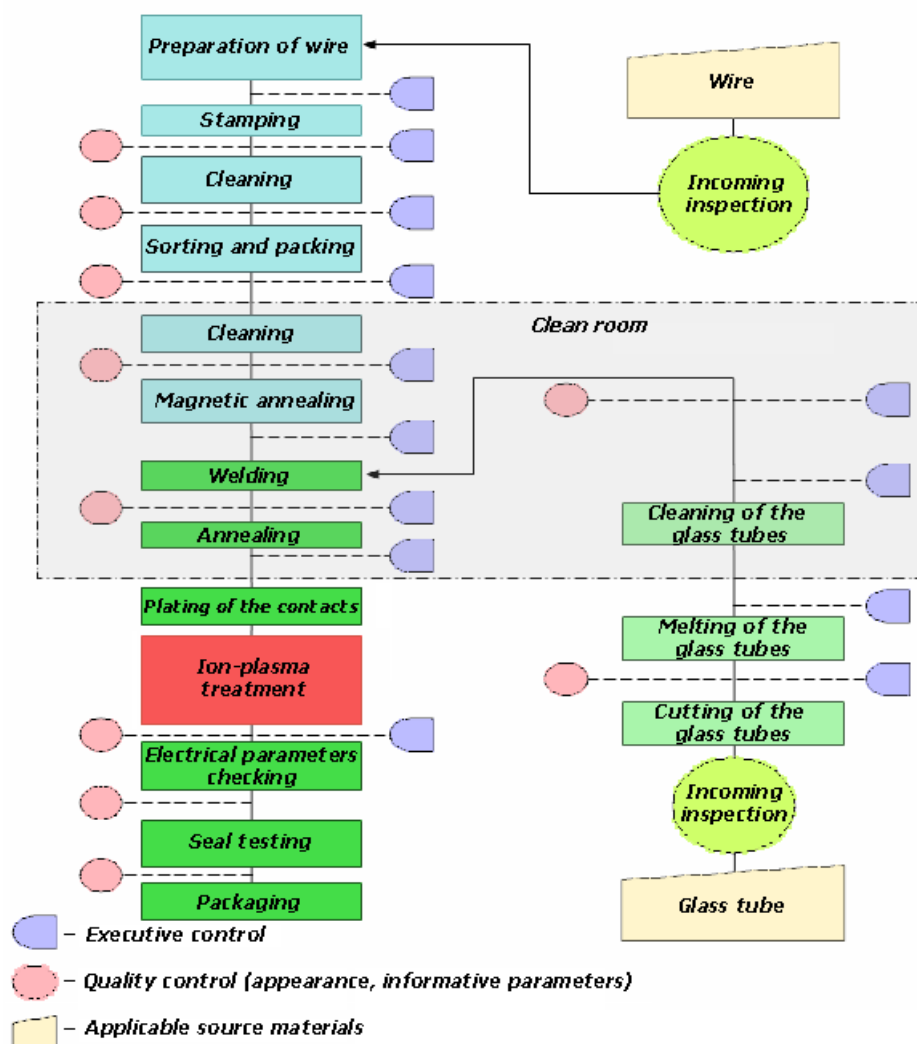 Preparation of wire
Wire
Stamping
Cleaning
Incoming
inspection
Sorting and packing
Clean room
Cleaning
Magnetic annealing
Welding
Cleaning of the
glass tubes
Annealing
Plating of the contacts
Melting of the
glass tubes
Ion-plasma
treatment
Cutting of the
glass tubes
Electrical parameters
checking
Incoming
inspection
Seal testing
Packaging
Glass tube
– Executive control
– Quality control (appearance, informative parameters)
– Applicable source materials